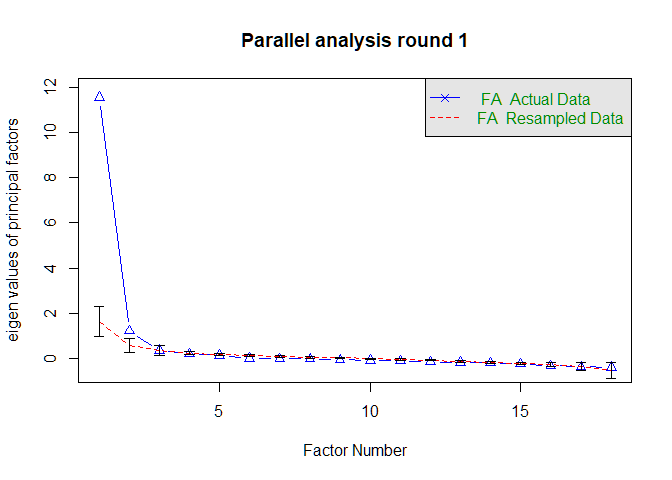 Parallel analysis round 1
FA  Actual Data
FA  Resampled Data
eigen values of principal factors
12
10
8
6
4
2
0
5
10
15
Factor Number